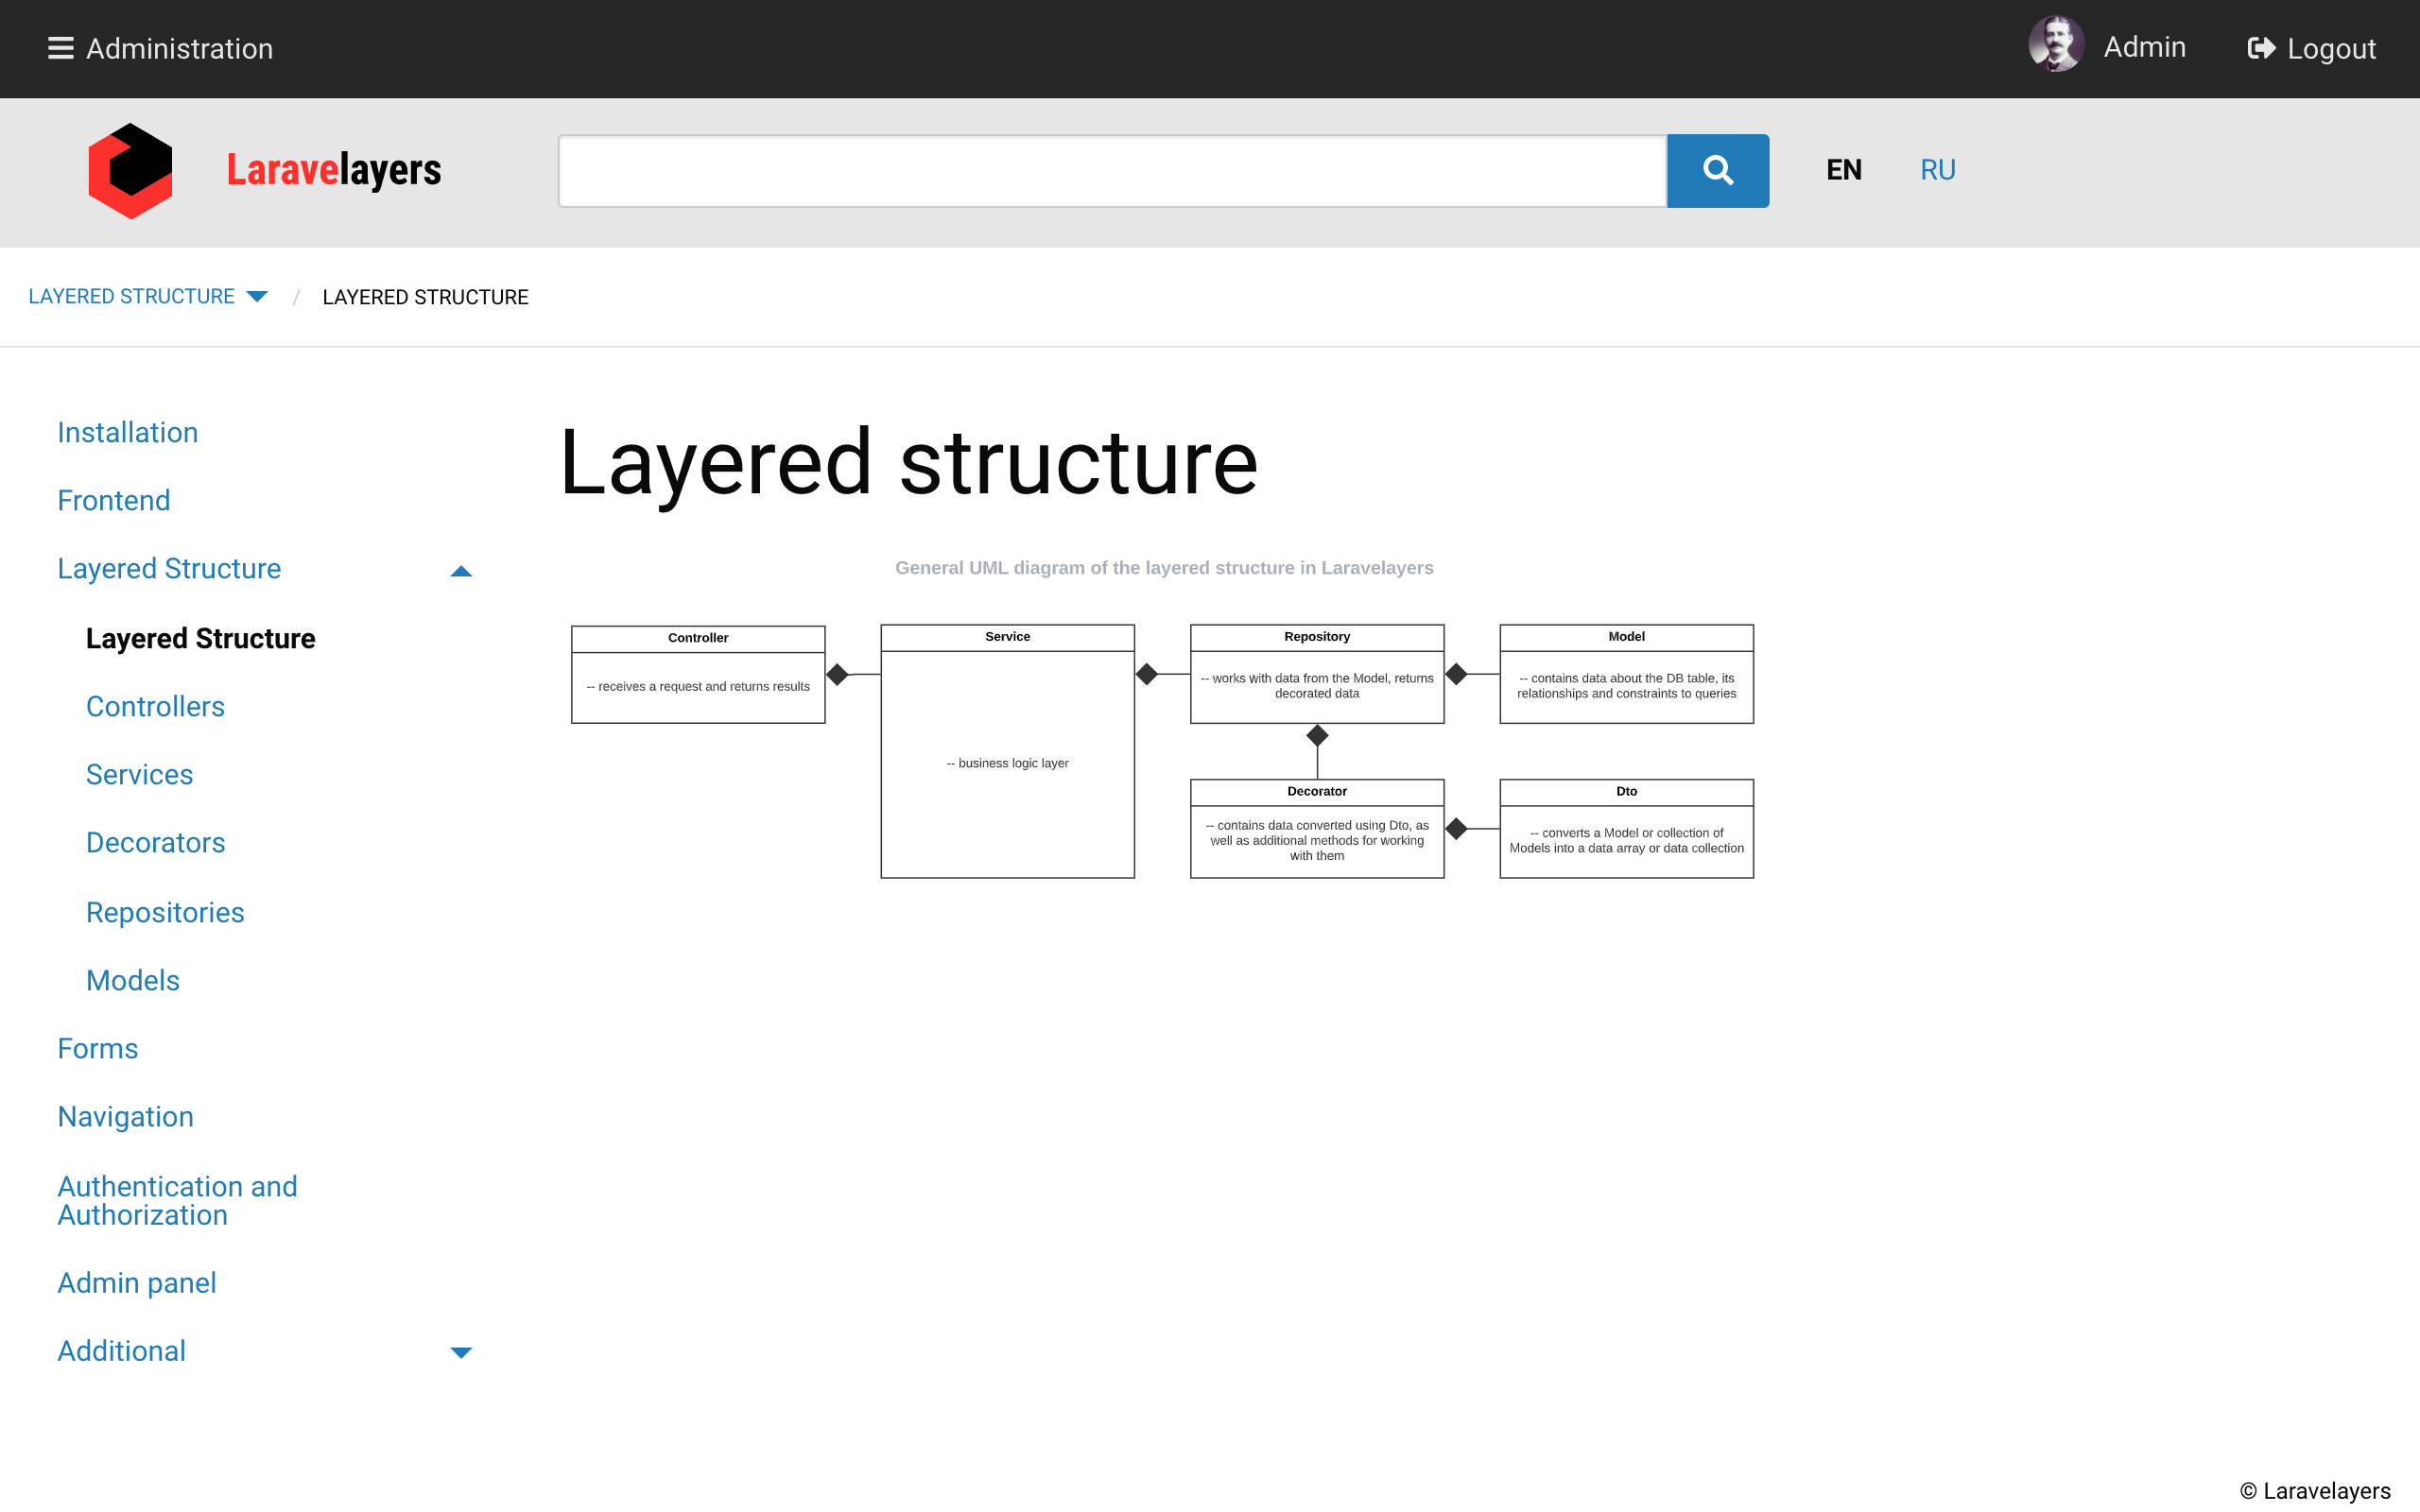 Administration
Admin
Logout
Laravelayers
EN
RU
LAYERED STRUCTURE / LAYERED STRUCTURE
Installation
Frontend
Layered Structure
Layered Structure
Controllers
Services
Decorators
Repositories
Models
Forms
Navigation
Authentication and
Authorization
Admin panel
Additional
Layered structure
General UML diagram of the layered structure in Laravelayers
Controller
-- receives a request and returns results
Service
-- business logic layer
Repository
-- works with data from the Model, returns
decorated data
Model
-- contains data about the DB table, its
relationships and constraints to queries
Decorator
-- contains data converted using Dto, as
well as additional methods for working
with them
Dto
-- converts a Model or collection of
Models into a data array or data collection
© Laravelayers